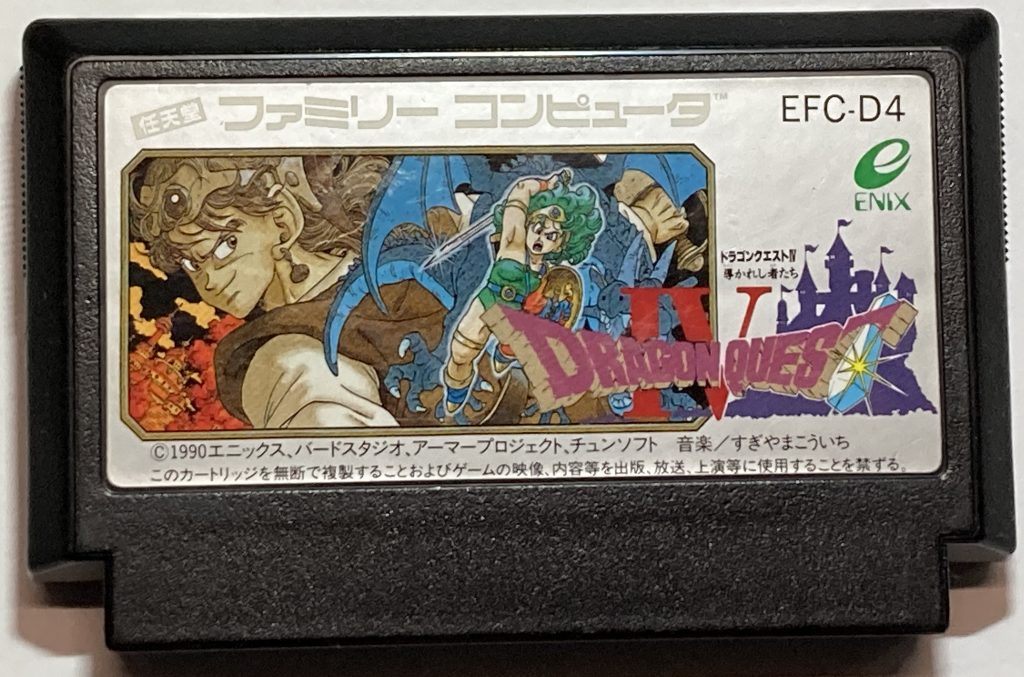 任天堂 ファミリー コンピュータ™
EFC-D4
e
ENIX
ドラゴンクエストIV
導かれし者たち
IV
DRAGON QUEST
©1990エニックス、バードスタジオ、アーマープロジェクト、チュンソフト 音楽／すぎやまこういち
このカートリッジを無断で複製することおよびゲームの映像、内容等を出版、放送、上演等に使用することを禁ずる。